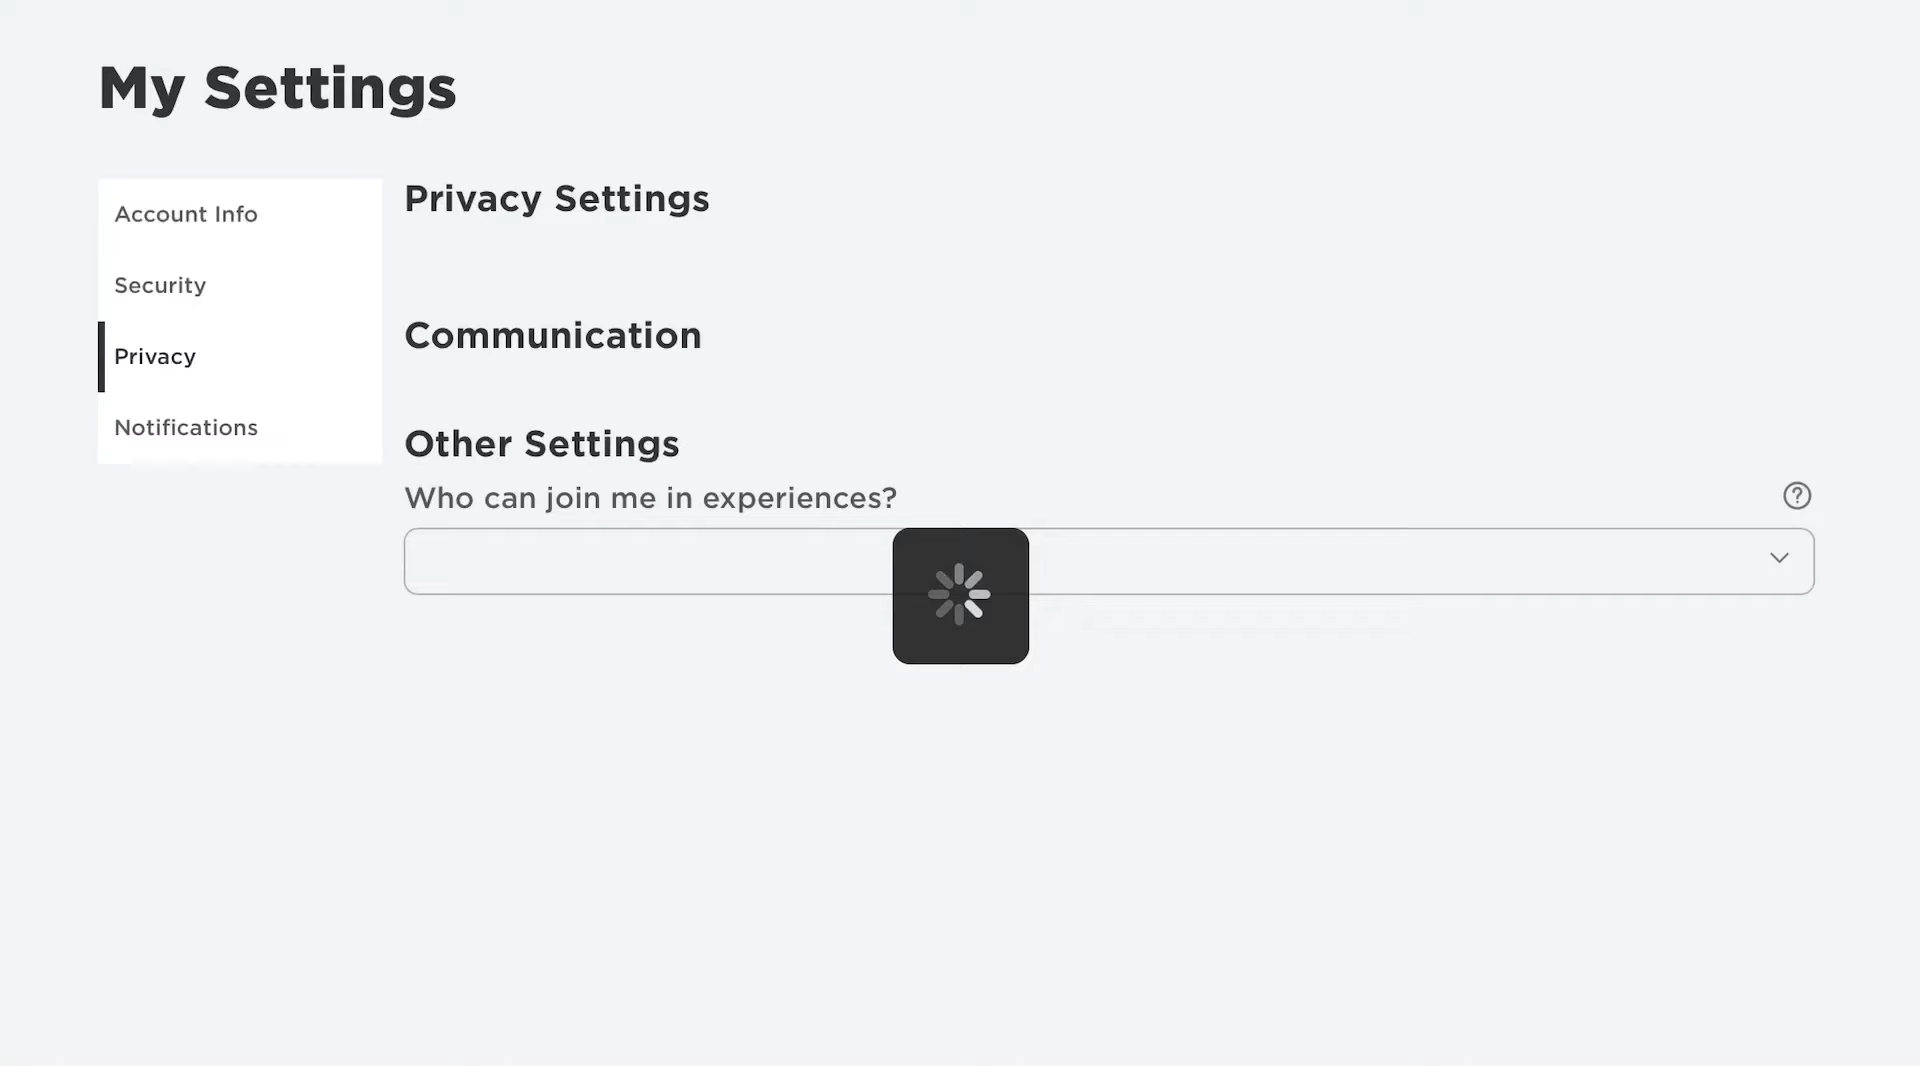 My Settings
Account Info
Security
Privacy
Notifications
Privacy Settings
Communication
Other Settings
Who can join me in experiences?